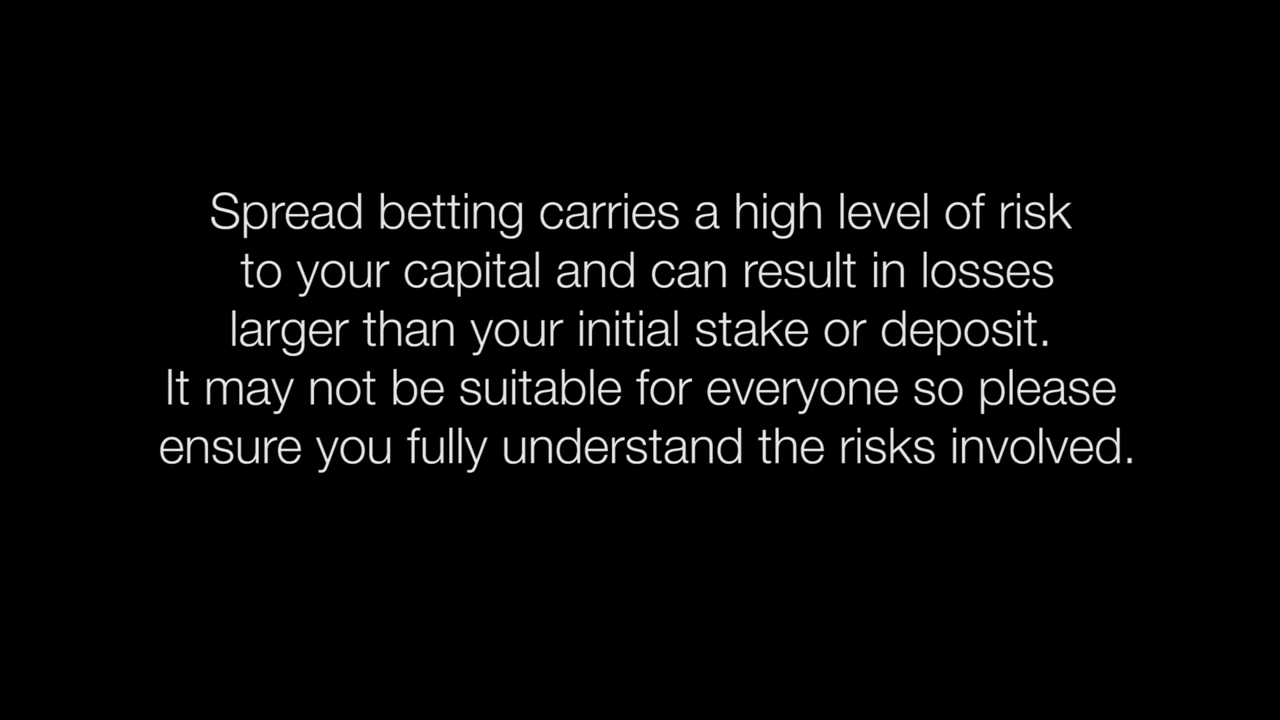 Spread betting carries a high level of risk
to your capital and can result in losses
larger than your initial stake or deposit.
It may not be suitable for everyone so please
ensure you fully understand the risks involved.